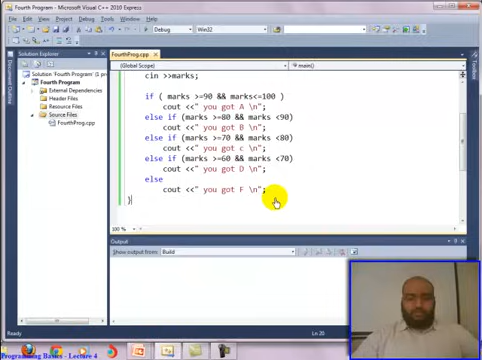 Fourth Program - Microsoft Visual C++ 2010 Express
File Edit View Project Debug Tools Window Help
Debug Win32
Solution Explorer
Solution 'Fourth Program' (1
Fourth Program
External Dependencies
Header Files
Resource Files
Source Files
FourthProg.cpp
FourthProg.cpp
(Global Scope) main()
cin >>marks;
if ( marks >=90 && marks<=100 )
cout <<" you got A \n";
else if (marks >=80 && marks <90)
cout <<" you got B \n";
else if (marks >=70 && marks <80)
cout <<" you got c \n";
else if (marks >=60 && marks <70)
cout <<" you got D \n";
else
cout <<" you got F \n";
}
100 %
Output
Show output from: Build
Ready Ln 20
Programming Basics - Lecture 4